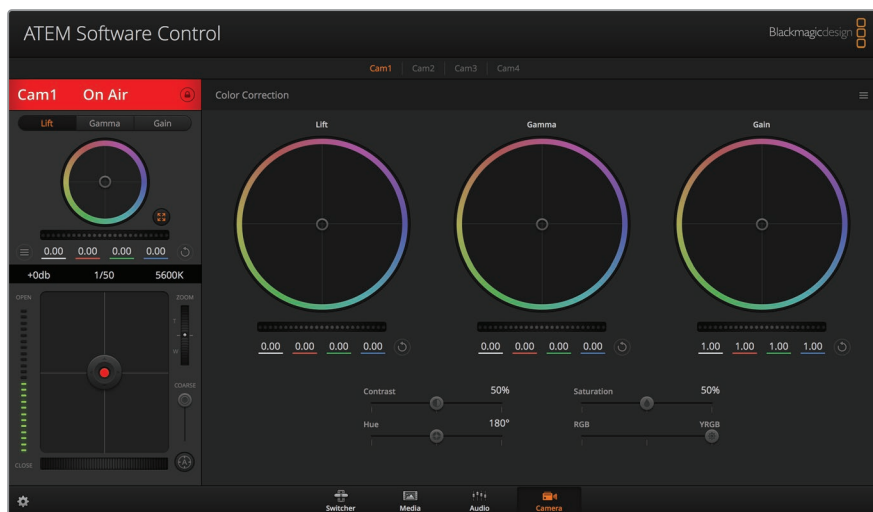 ATEM Software Control
Blackmagicdesign
Cam1 Cam2 Cam3 Cam4
Cam1 On Air
Color Correction
Lift Gamma Gain
0.00 0.00 0.00 0.00
+0db 1/50 5600K
OPEN
ZOOM
T
W
COARSE
CLOSE
A
Lift
0.00 0.00 0.00 0.00
Gamma
0.00 0.00 0.00 0.00
Gain
1.00 1.00 1.00 1.00
Contrast 50%
Saturation 50%
Hue 180°
RGB YRGB
Switcher Media Audio Camera